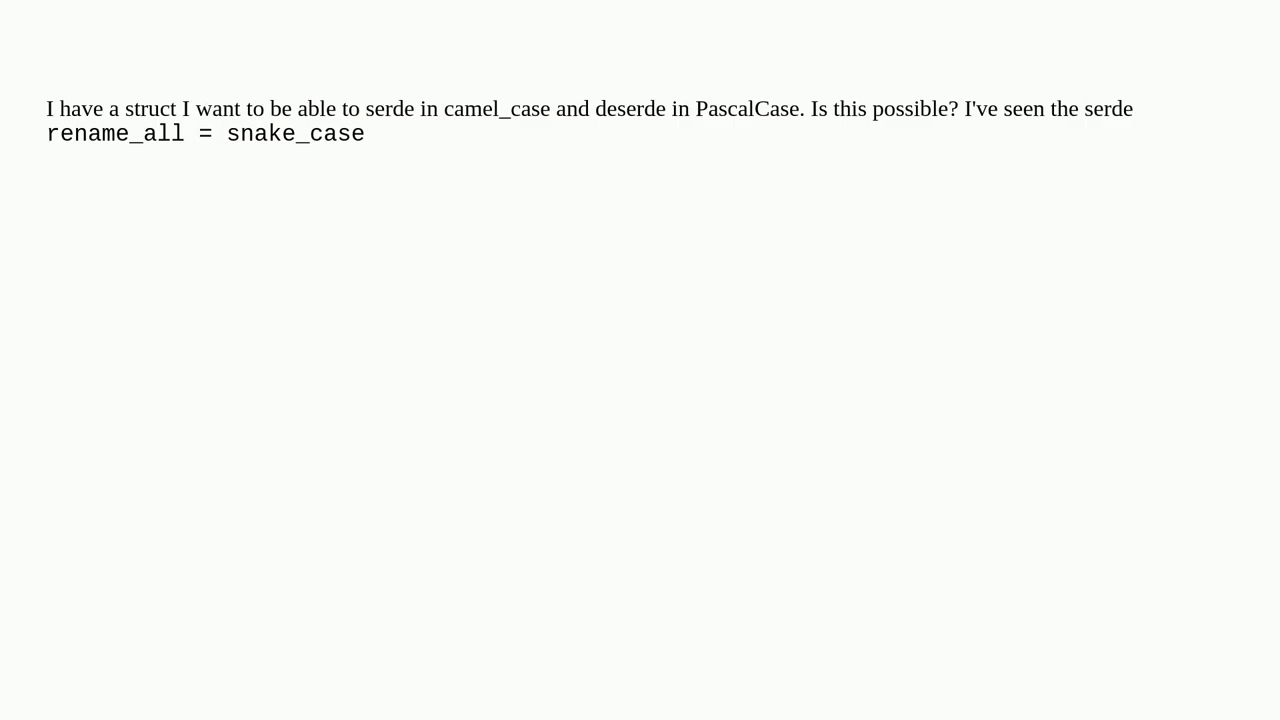 I have a struct I want to be able to serde in camel_case and deserde in PascalCase. Is this possible? I've seen the serde
rename_all = snake_case